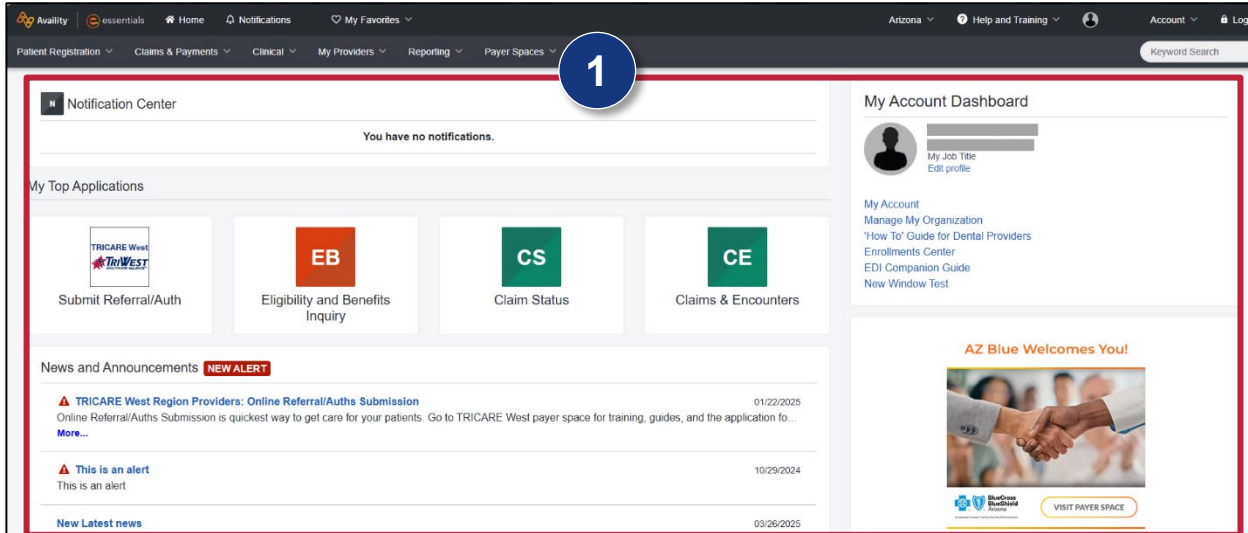 Availity essentials Home Notifications My Favorites Arizona Help and Training Account Log
Patient Registration Claims & Payments Clinical My Providers Reporting Payer Spaces Keyword Search
1
N Notification Center
You have no notifications.
My Top Applications
TRICARE West
TRIWEST
Submit Referral/Auth
EB
Eligibility and Benefits
Inquiry
CS
Claim Status
CE
Claims & Encounters
News and Announcements NEW ALERT
TRICARE West Region Providers: Online Referral/Auths Submission 01/22/2025
Online Referral/Auths Submission is quickest way to get care for your patients. Go to TRICARE West payer space for training, guides, and the application fo...
More...
This is an alert 10/29/2024
This is an alert
New Latest news 03/26/2025
My Account Dashboard
My Job Title
Edit profile
My Account
Manage My Organization
'How To' Guide for Dental Providers
Enrollments Center
EDI Companion Guide
New Window Test
AZ Blue Welcomes You!
BlueCross
BlueShield
Arizona
VISIT PAYER SPACE